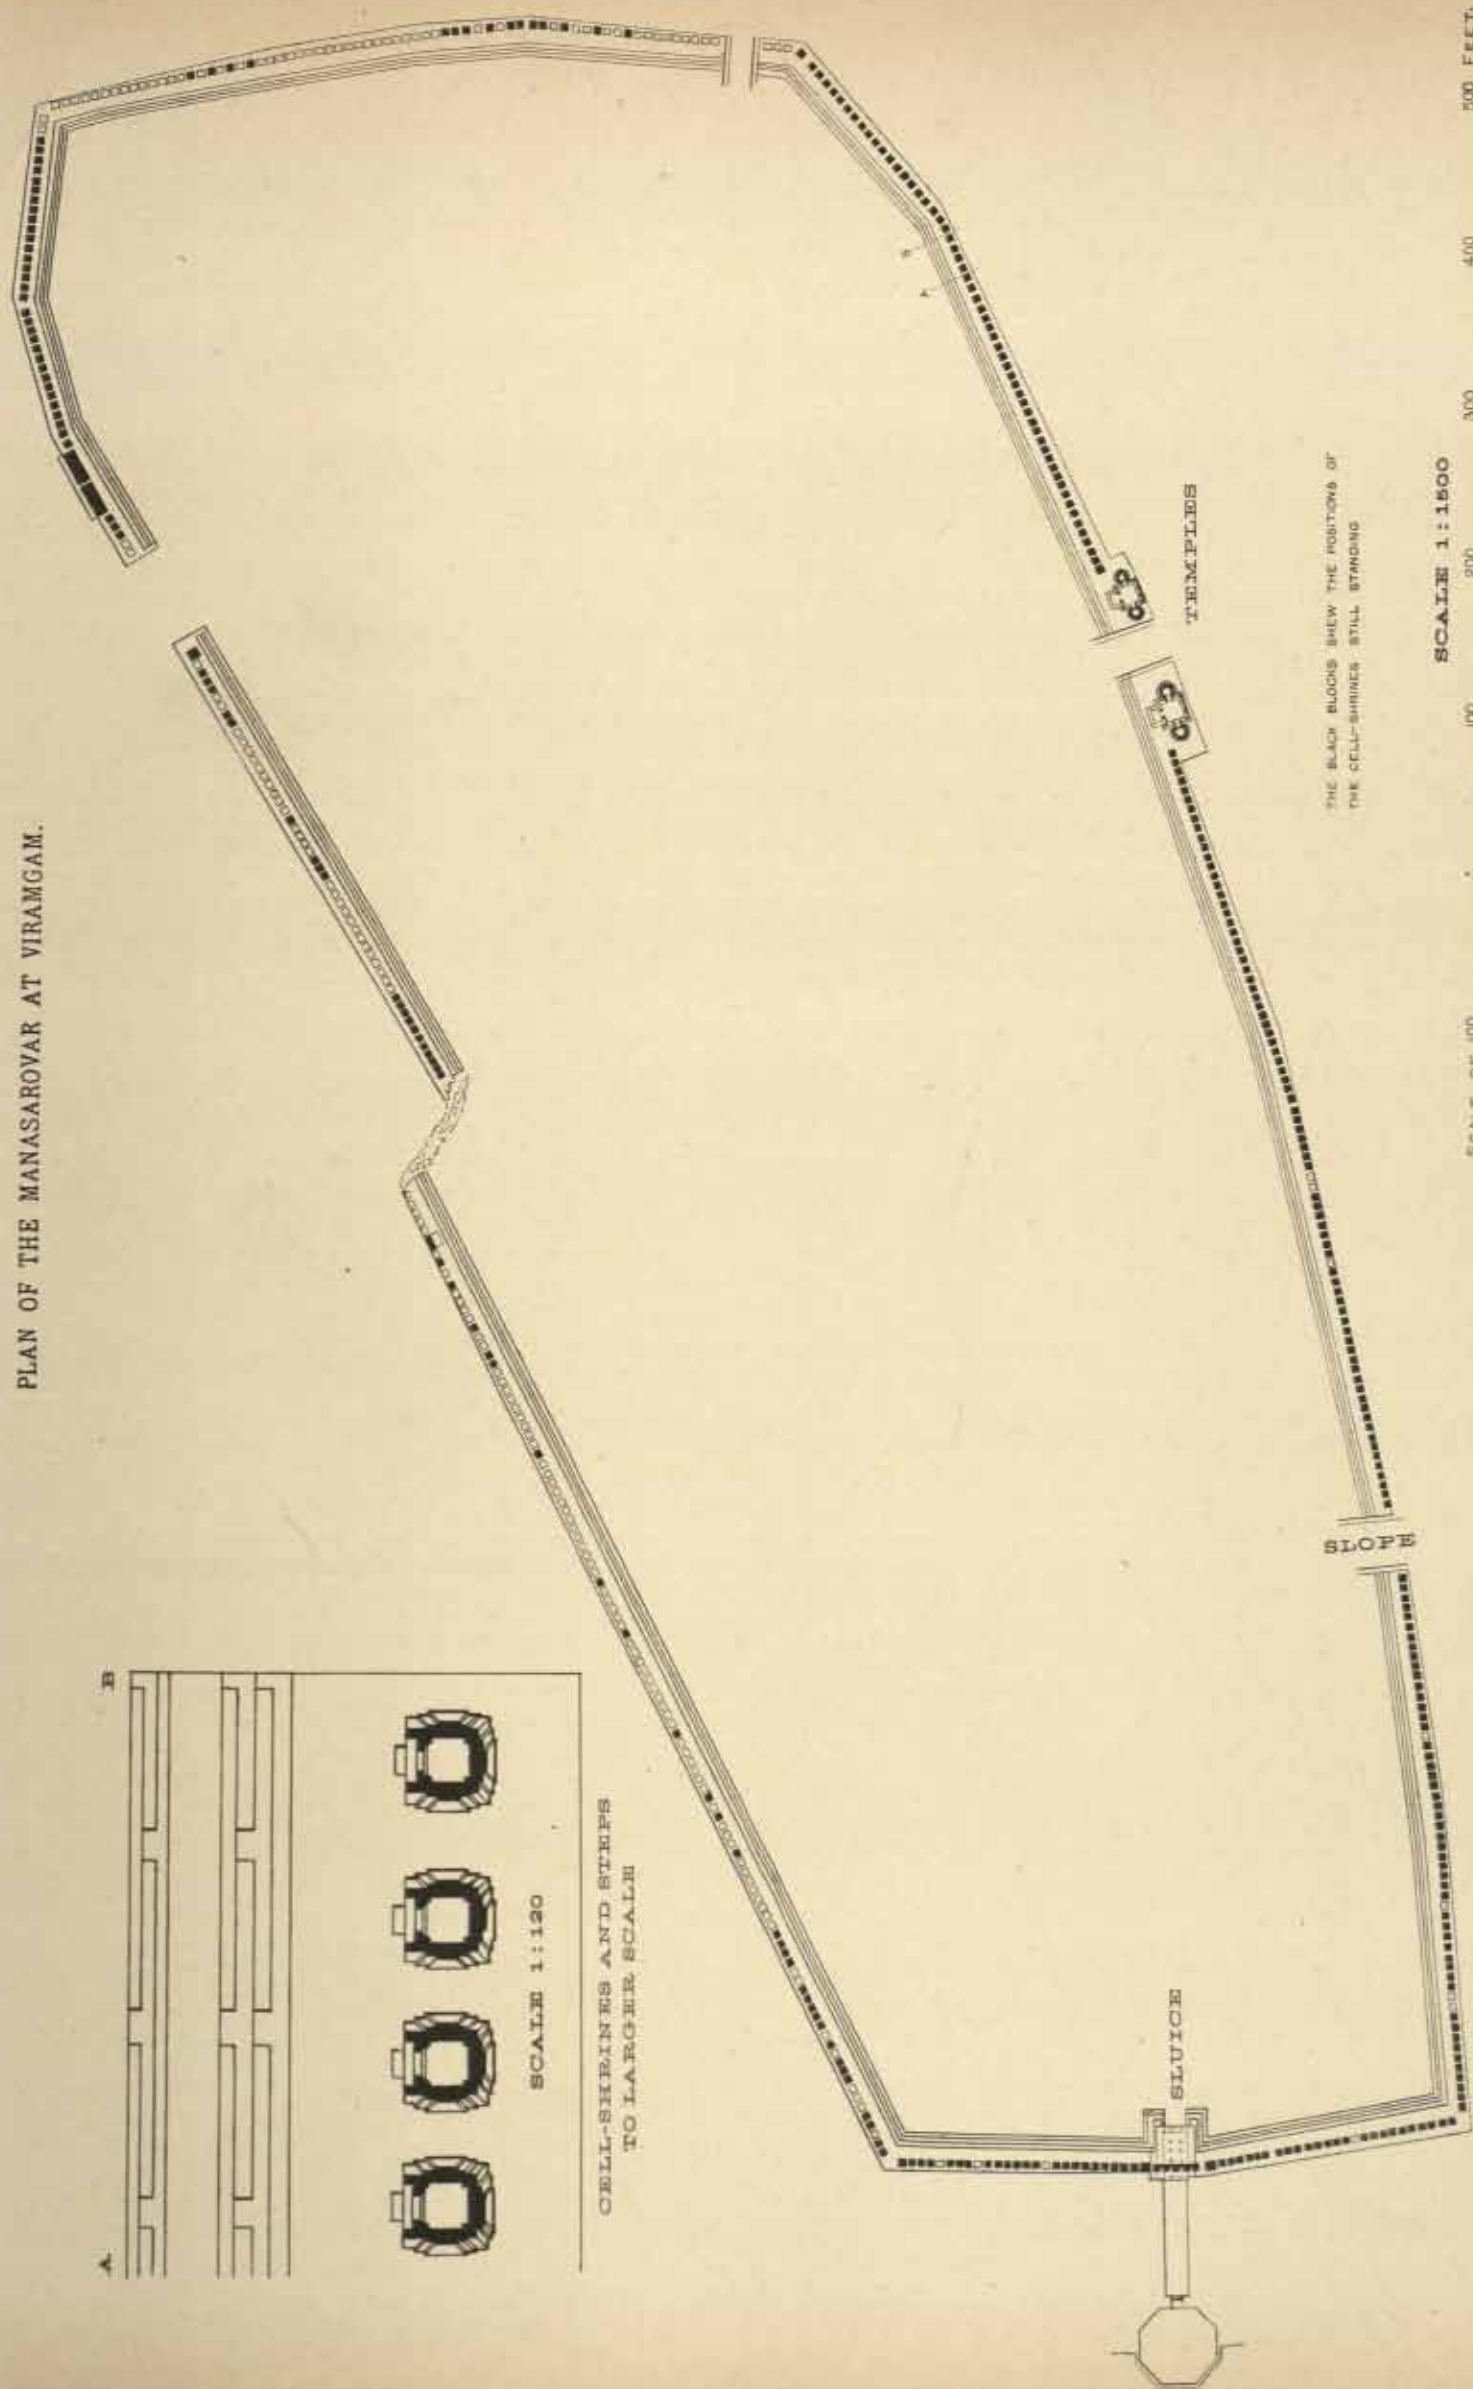 PLAN OF THE MANASAROVAR AT VIRAMGAM.
A
B
SCALE 1:120
CELL-SHRINES AND STEPS
TO LARGER SCALE
A
B
SLUICE
SLOPE
TEMPLES
THE BLACK BLOCKS SHEW THE POSITIONS OF
THE CELL-SHRINES STILL STANDING
SCALE 1:1500
100
100 200 300 400 500 FEET.